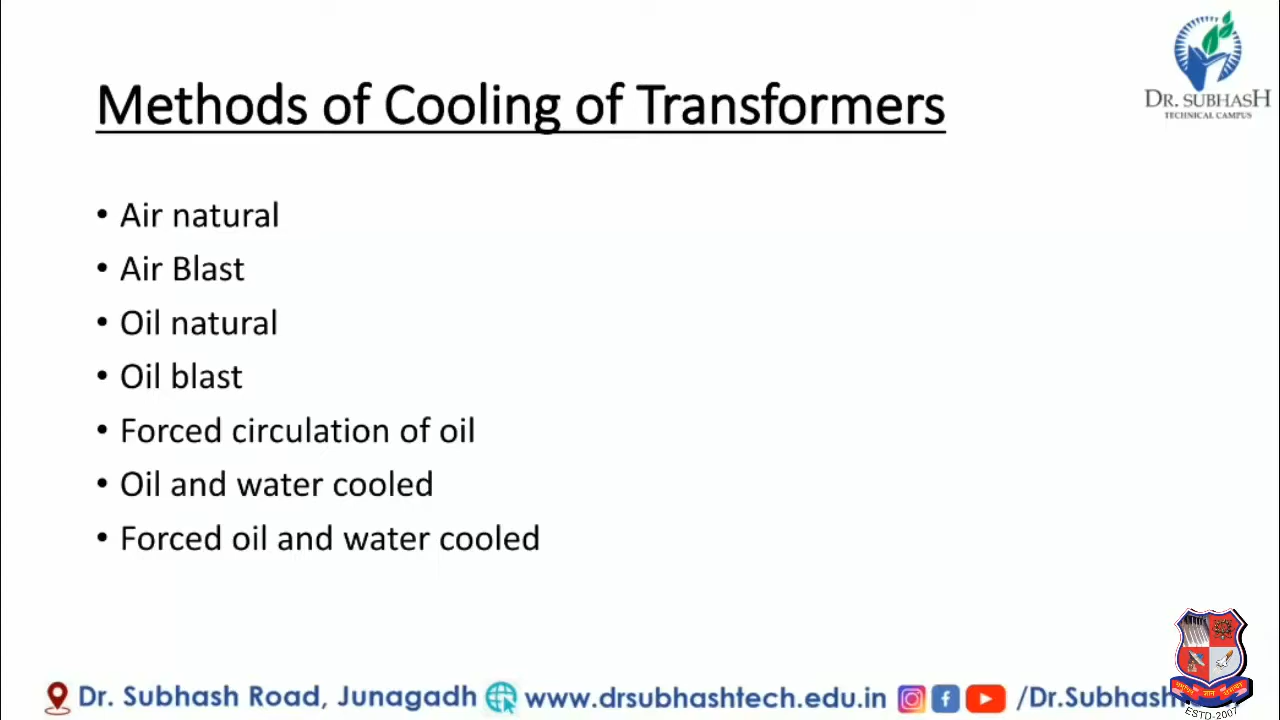 DR. SUBHASH
TECHNICAL CAMPUS
Methods of Cooling of Transformers
• Air natural
• Air Blast
• Oil natural
• Oil blast
• Forced circulation of oil
• Oil and water cooled
• Forced oil and water cooled
Dr. Subhash Road, Junagadh www.drsubhashtech.edu.in /Dr.Subhash
ESTD-2007